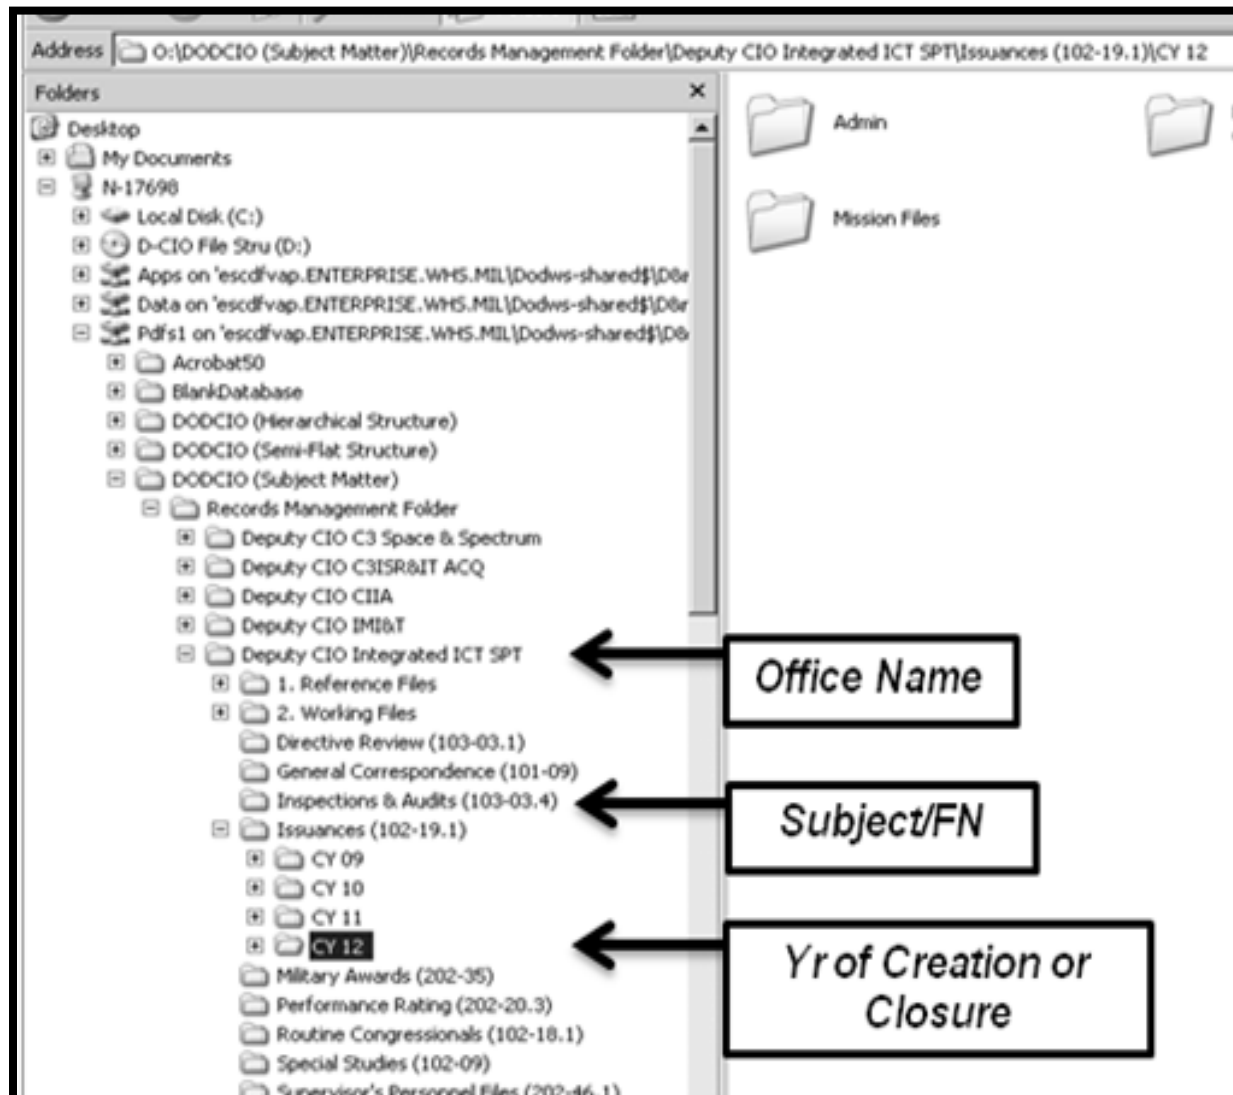 Address O:\DODCIO (Subject Matter)\Records Management Folder\Deputy CIO Integrated ICT SPT\Issuances (102-19.1)\CY 12
Folders
Desktop
My Documents
N-17698
Local Disk (C:)
D-CIO File Stru (D:)
Apps on 'escdfvap.ENTERPRISE.WHS.MIL\Dodws-shared$\D&r
Data on 'escdfvap.ENTERPRISE.WHS.MIL\Dodws-shared$\D&r
Pdfs1 on 'escdfvap.ENTERPRISE.WHS.MIL\Dodws-shared$\D&
Acrobat50
BlankDatabase
DODCIO (Hierarchical Structure)
DODCIO (Semi-Flat Structure)
DODCIO (Subject Matter)
Records Management Folder
Deputy CIO C3 Space & Spectrum
Deputy CIO C3ISR&IT ACQ
Deputy CIO CIIA
Deputy CIO IMI&T
Deputy CIO Integrated ICT SPT
1. Reference Files
2. Working Files
Directive Review (103-03.1)
General Correspondence (101-09)
Inspections & Audits (103-03.4)
Issuances (102-19.1)
CY 09
CY 10
CY 11
CY 12
Military Awards (202-35)
Performance Rating (202-20.3)
Routine Congressionals (102-18.1)
Special Studies (102-09)
Supervisor's Personnel Files (202-46.1)
Admin
Mission Files
Office Name
Subject/FN
Yr of Creation or
Closure